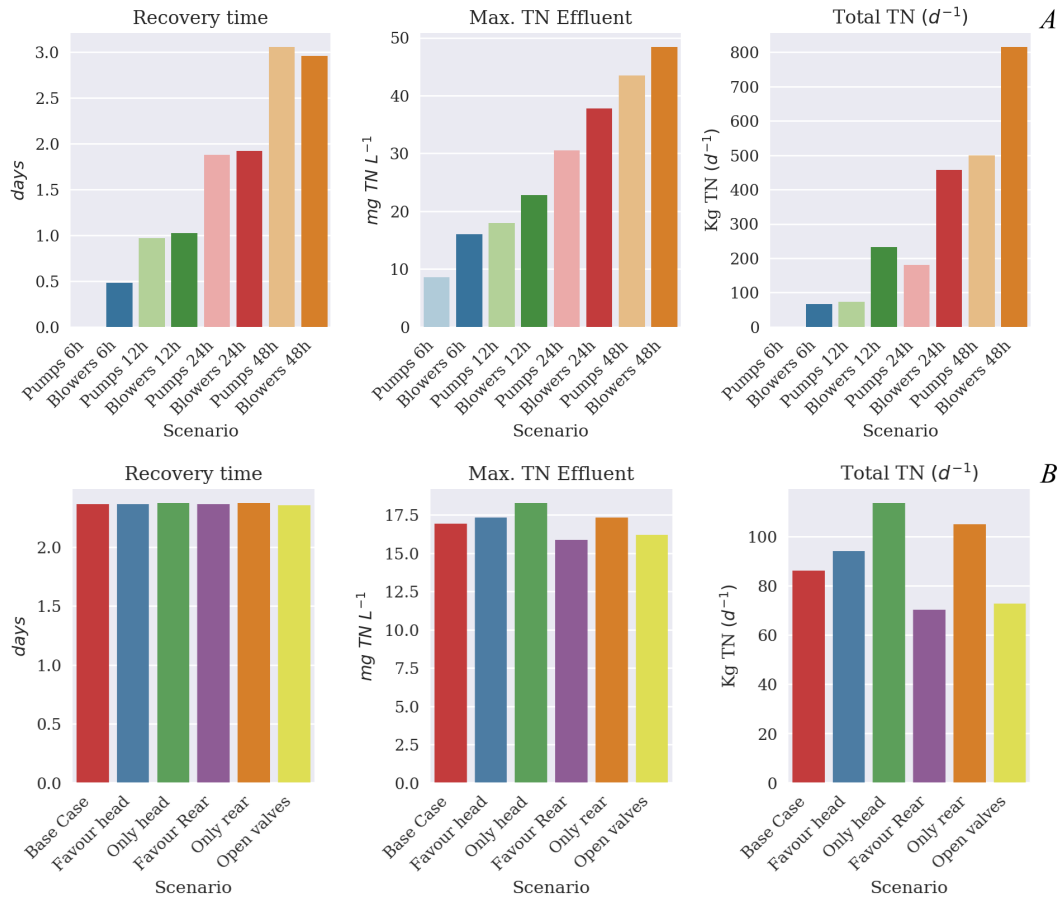 Recovery time
Max. TN Effluent
Total TN (d⁻¹)
A
days
3.0
2.5
2.0
1.5
1.0
0.5
0.0
Pumps 6h
Blowers 6h
Pumps 12h
Blowers 12h
Pumps 24h
Blowers 24h
Pumps 48h
Blowers 48h
Scenario
mg TN L⁻¹
50
40
30
20
10
0
Pumps 6h
Blowers 6h
Pumps 12h
Blowers 12h
Pumps 24h
Blowers 24h
Pumps 48h
Blowers 48h
Scenario
Kg TN (d⁻¹)
800
700
600
500
400
300
200
100
0
Pumps 6h
Blowers 6h
Pumps 12h
Blowers 12h
Pumps 24h
Blowers 24h
Pumps 48h
Blowers 48h
Scenario
Recovery time
Max. TN Effluent
Total TN (d⁻¹)
B
days
2.0
1.5
1.0
0.5
0.0
Base Case
Favour head
Only head
Favour Rear
Only rear
Open valves
Scenario
mg TN L⁻¹
17.5
15.0
12.5
10.0
7.5
5.0
2.5
0.0
Base Case
Favour head
Only head
Favour Rear
Only rear
Open valves
Scenario
Kg TN (d⁻¹)
100
80
60
40
20
0
Base Case
Favour head
Only head
Favour Rear
Only rear
Open valves
Scenario